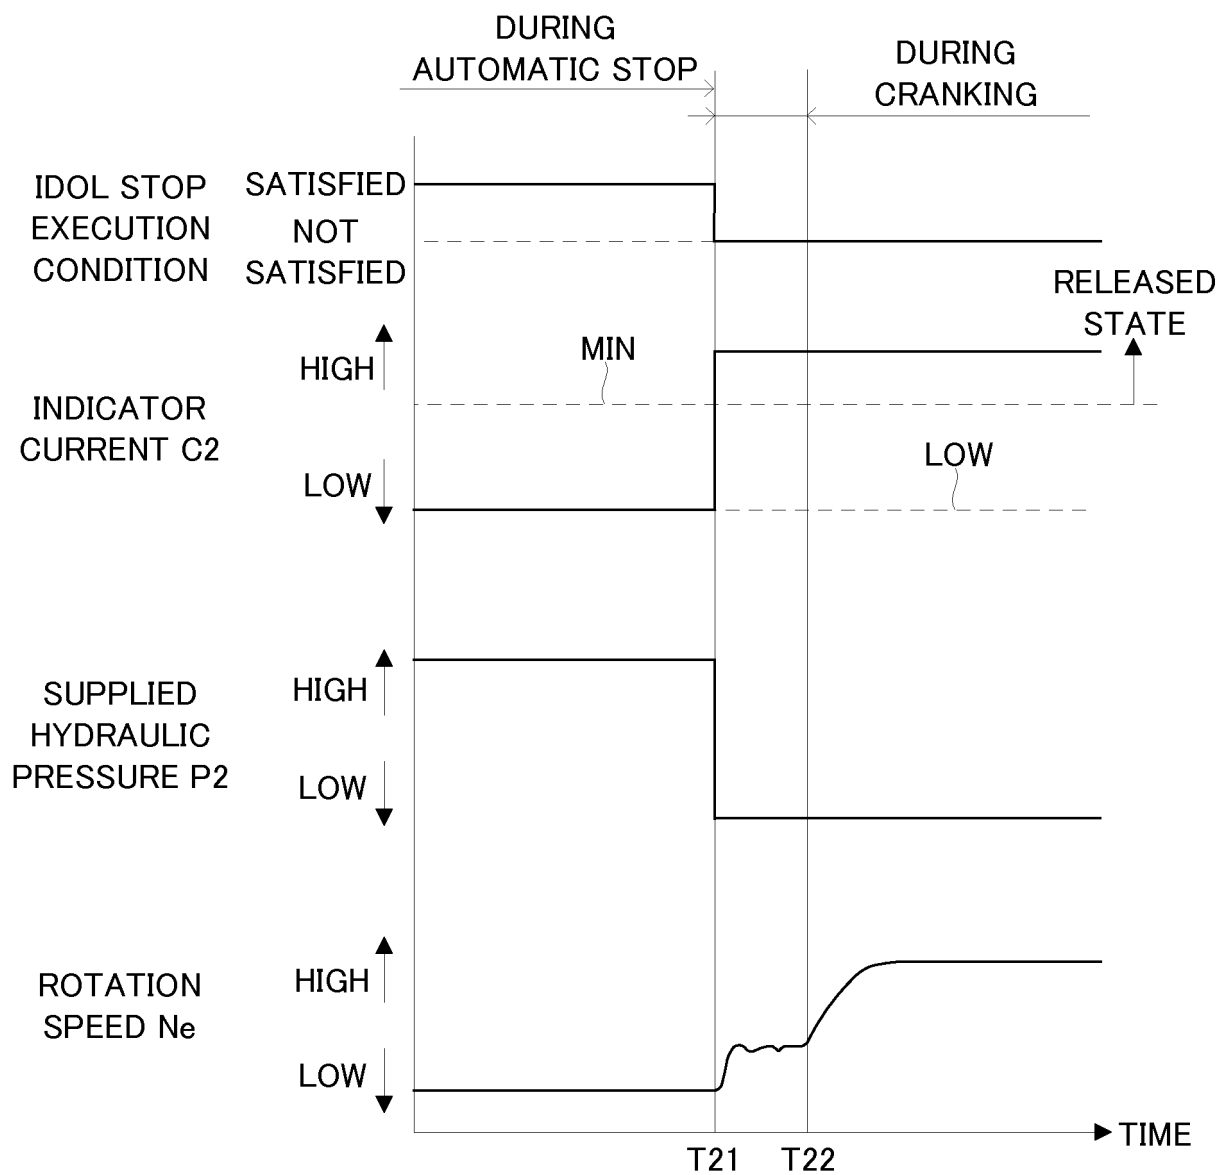 DURING
AUTOMATIC STOP
DURING
CRANKING
IDOL STOP
EXECUTION
CONDITION
SATISFIED
NOT
SATISFIED
RELEASED
STATE
INDICATOR
CURRENT C2
HIGH
LOW
MIN
LOW
SUPPLIED
HYDRAULIC
PRESSURE P2
HIGH
LOW
ROTATION
SPEED Ne
HIGH
LOW
TIME
T21
T22